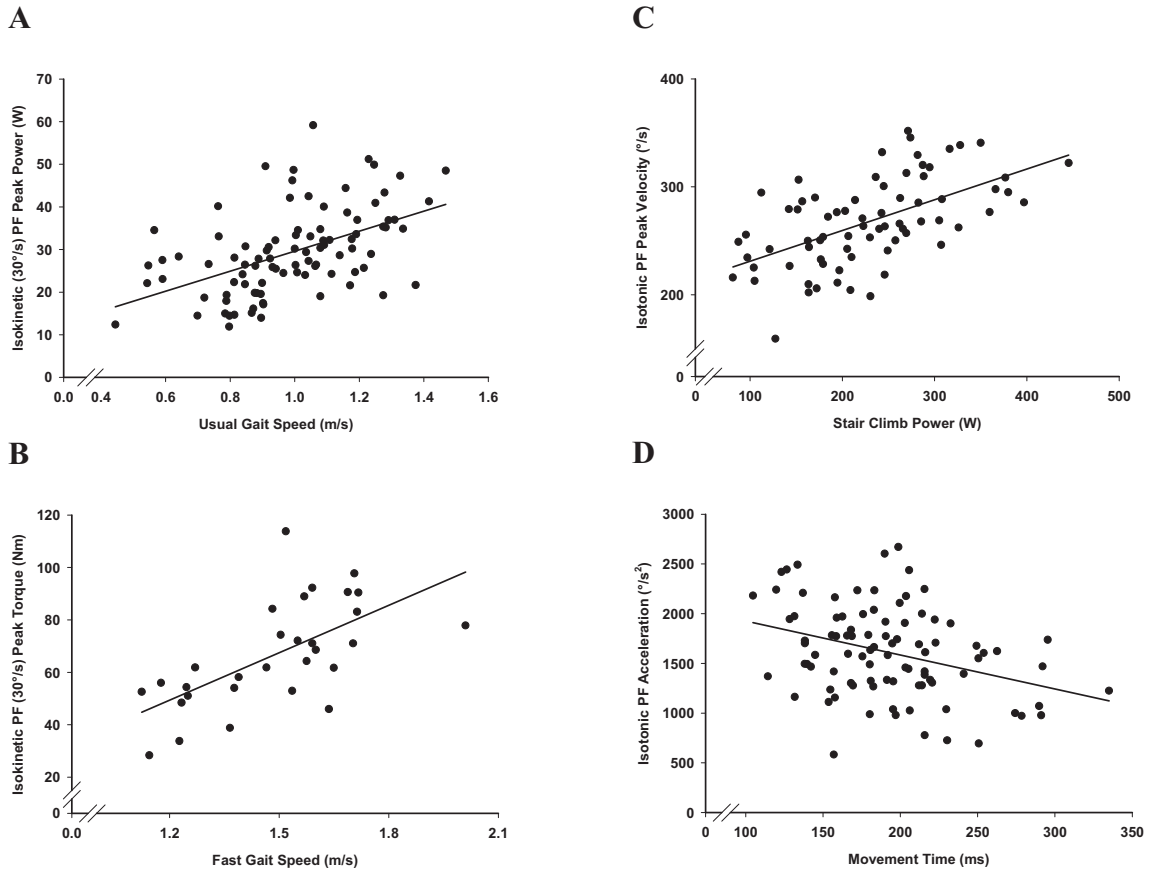 A
Isokinetic (30°/s) PF Peak Power (W)
70
60
50
40
30
20
10
0
0.0 0.4 0.6 0.8 1.0 1.2 1.4 1.6
Usual Gait Speed (m/s)
C
Isotonic PF Peak Velocity (°/s)
400
300
200
0
0 100 200 300 400 500
Stair Climb Power (W)
B
Isokinetic PF (30°/s) Peak Torque (Nm)
120
100
80
60
40
20
0
0.0 1.2 1.5 1.8 2.1
Fast Gait Speed (m/s)
D
Isotonic PF Acceleration (°/s²)
3000
2500
2000
1500
1000
500
0
0 100 150 200 250 300 350
Movement Time (ms)